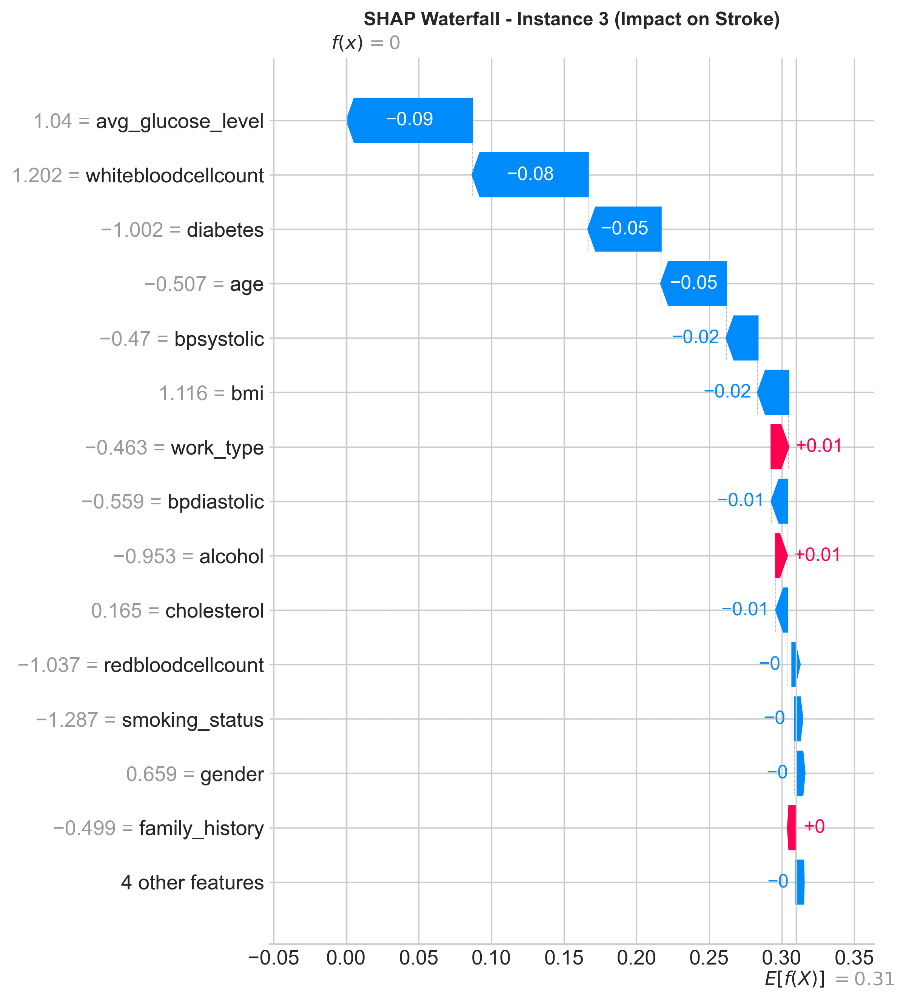 SHAP Waterfall - Instance 3 (Impact on Stroke)
f(x) = 0
1.04 = avg_glucose_level −0.09
1.202 = whitebloodcellcount −0.08
−1.002 = diabetes −0.05
−0.507 = age −0.05
−0.47 = bpsystolic −0.02
1.116 = bmi −0.02
−0.463 = work_type +0.01
−0.559 = bpdiastolic −0.01
−0.953 = alcohol +0.01
0.165 = cholesterol −0.01
−1.037 = redbloodcellcount −0
−1.287 = smoking_status −0
0.659 = gender −0
−0.499 = family_history +0
4 other features −0
−0.05 0.00 0.05 0.10 0.15 0.20 0.25 0.30 0.35
E[f(X)] = 0.31